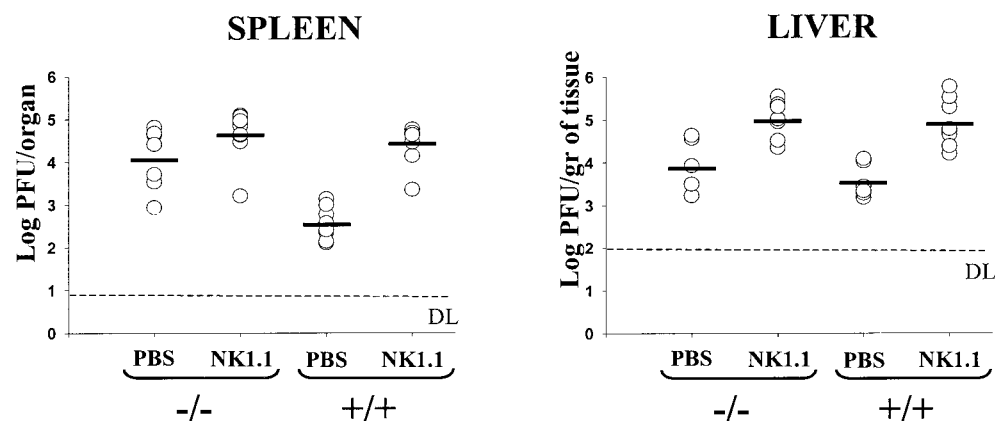 SPLEEN
Log PFU/organ
6
5
4
3
2
1
0
DL
PBS NK1.1 PBS NK1.1
-/- +/+
LIVER
Log PFU/gr of tissue
6
5
4
3
2
1
0
DL
PBS NK1.1 PBS NK1.1
-/- +/+